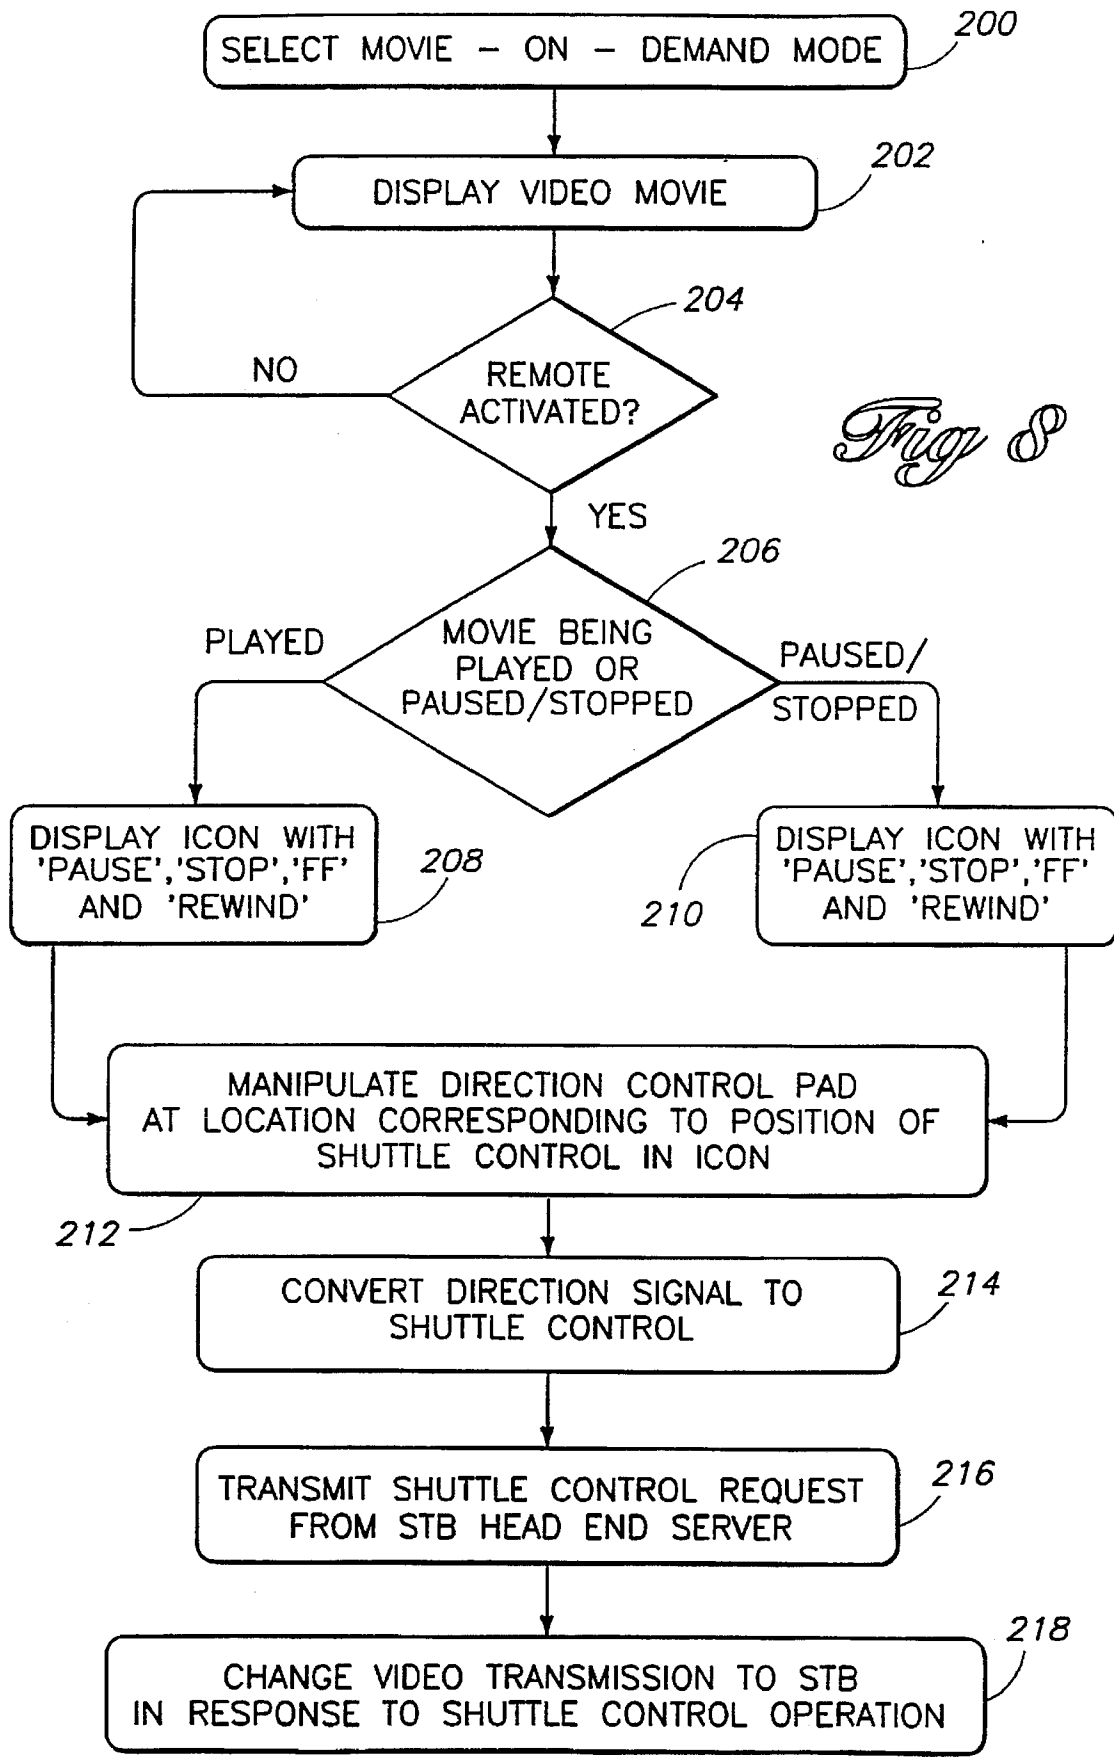 SELECT MOVIE – ON – DEMAND MODE
200
DISPLAY VIDEO MOVIE
202
204
REMOTE
ACTIVATED?
NO
YES
Fig 8
206
MOVIE BEING
PLAYED OR
PAUSED/STOPPED
PLAYED
PAUSED/
STOPPED
DISPLAY ICON WITH
'PAUSE','STOP','FF'
AND 'REWIND'
208
DISPLAY ICON WITH
'PAUSE','STOP','FF'
AND 'REWIND'
210
MANIPULATE DIRECTION CONTROL PAD
AT LOCATION CORRESPONDING TO POSITION OF
SHUTTLE CONTROL IN ICON
212
CONVERT DIRECTION SIGNAL TO
SHUTTLE CONTROL
214
TRANSMIT SHUTTLE CONTROL REQUEST
FROM STB HEAD END SERVER
216
CHANGE VIDEO TRANSMISSION TO STB
IN RESPONSE TO SHUTTLE CONTROL OPERATION
218